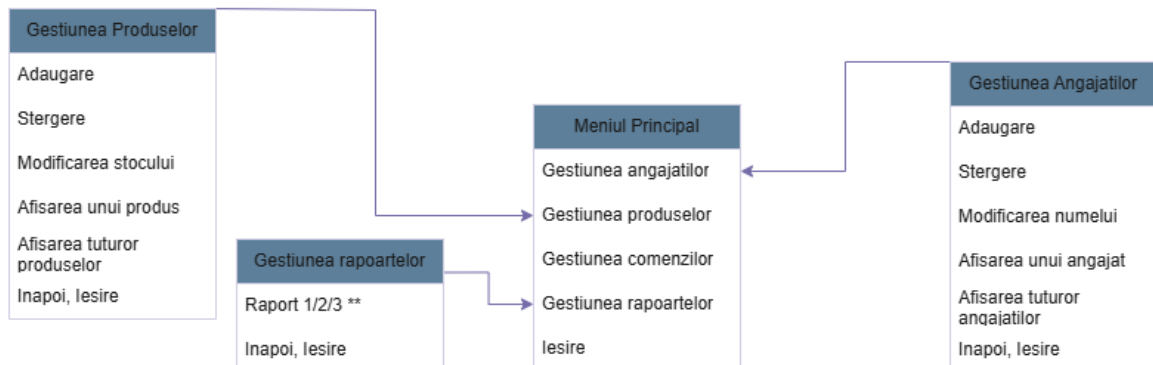 Gestiunea Produselor
Adaugare
Stergere
Modificarea stocului
Afisarea unui produs
Afisarea tuturor
produselor
Inapoi, Iesire
Gestiunea rapoartelor
Raport 1/2/3 **
Inapoi, Iesire
Meniul Principal
Gestiunea angajatilor
Gestiunea produselor
Gestiunea comenzilor
Gestiunea rapoartelor
Iesire
Gestiunea Angajatilor
Adaugare
Stergere
Modificarea numelui
Afisarea unui angajat
Afisarea tuturor
angajatilor
Inapoi, Iesire